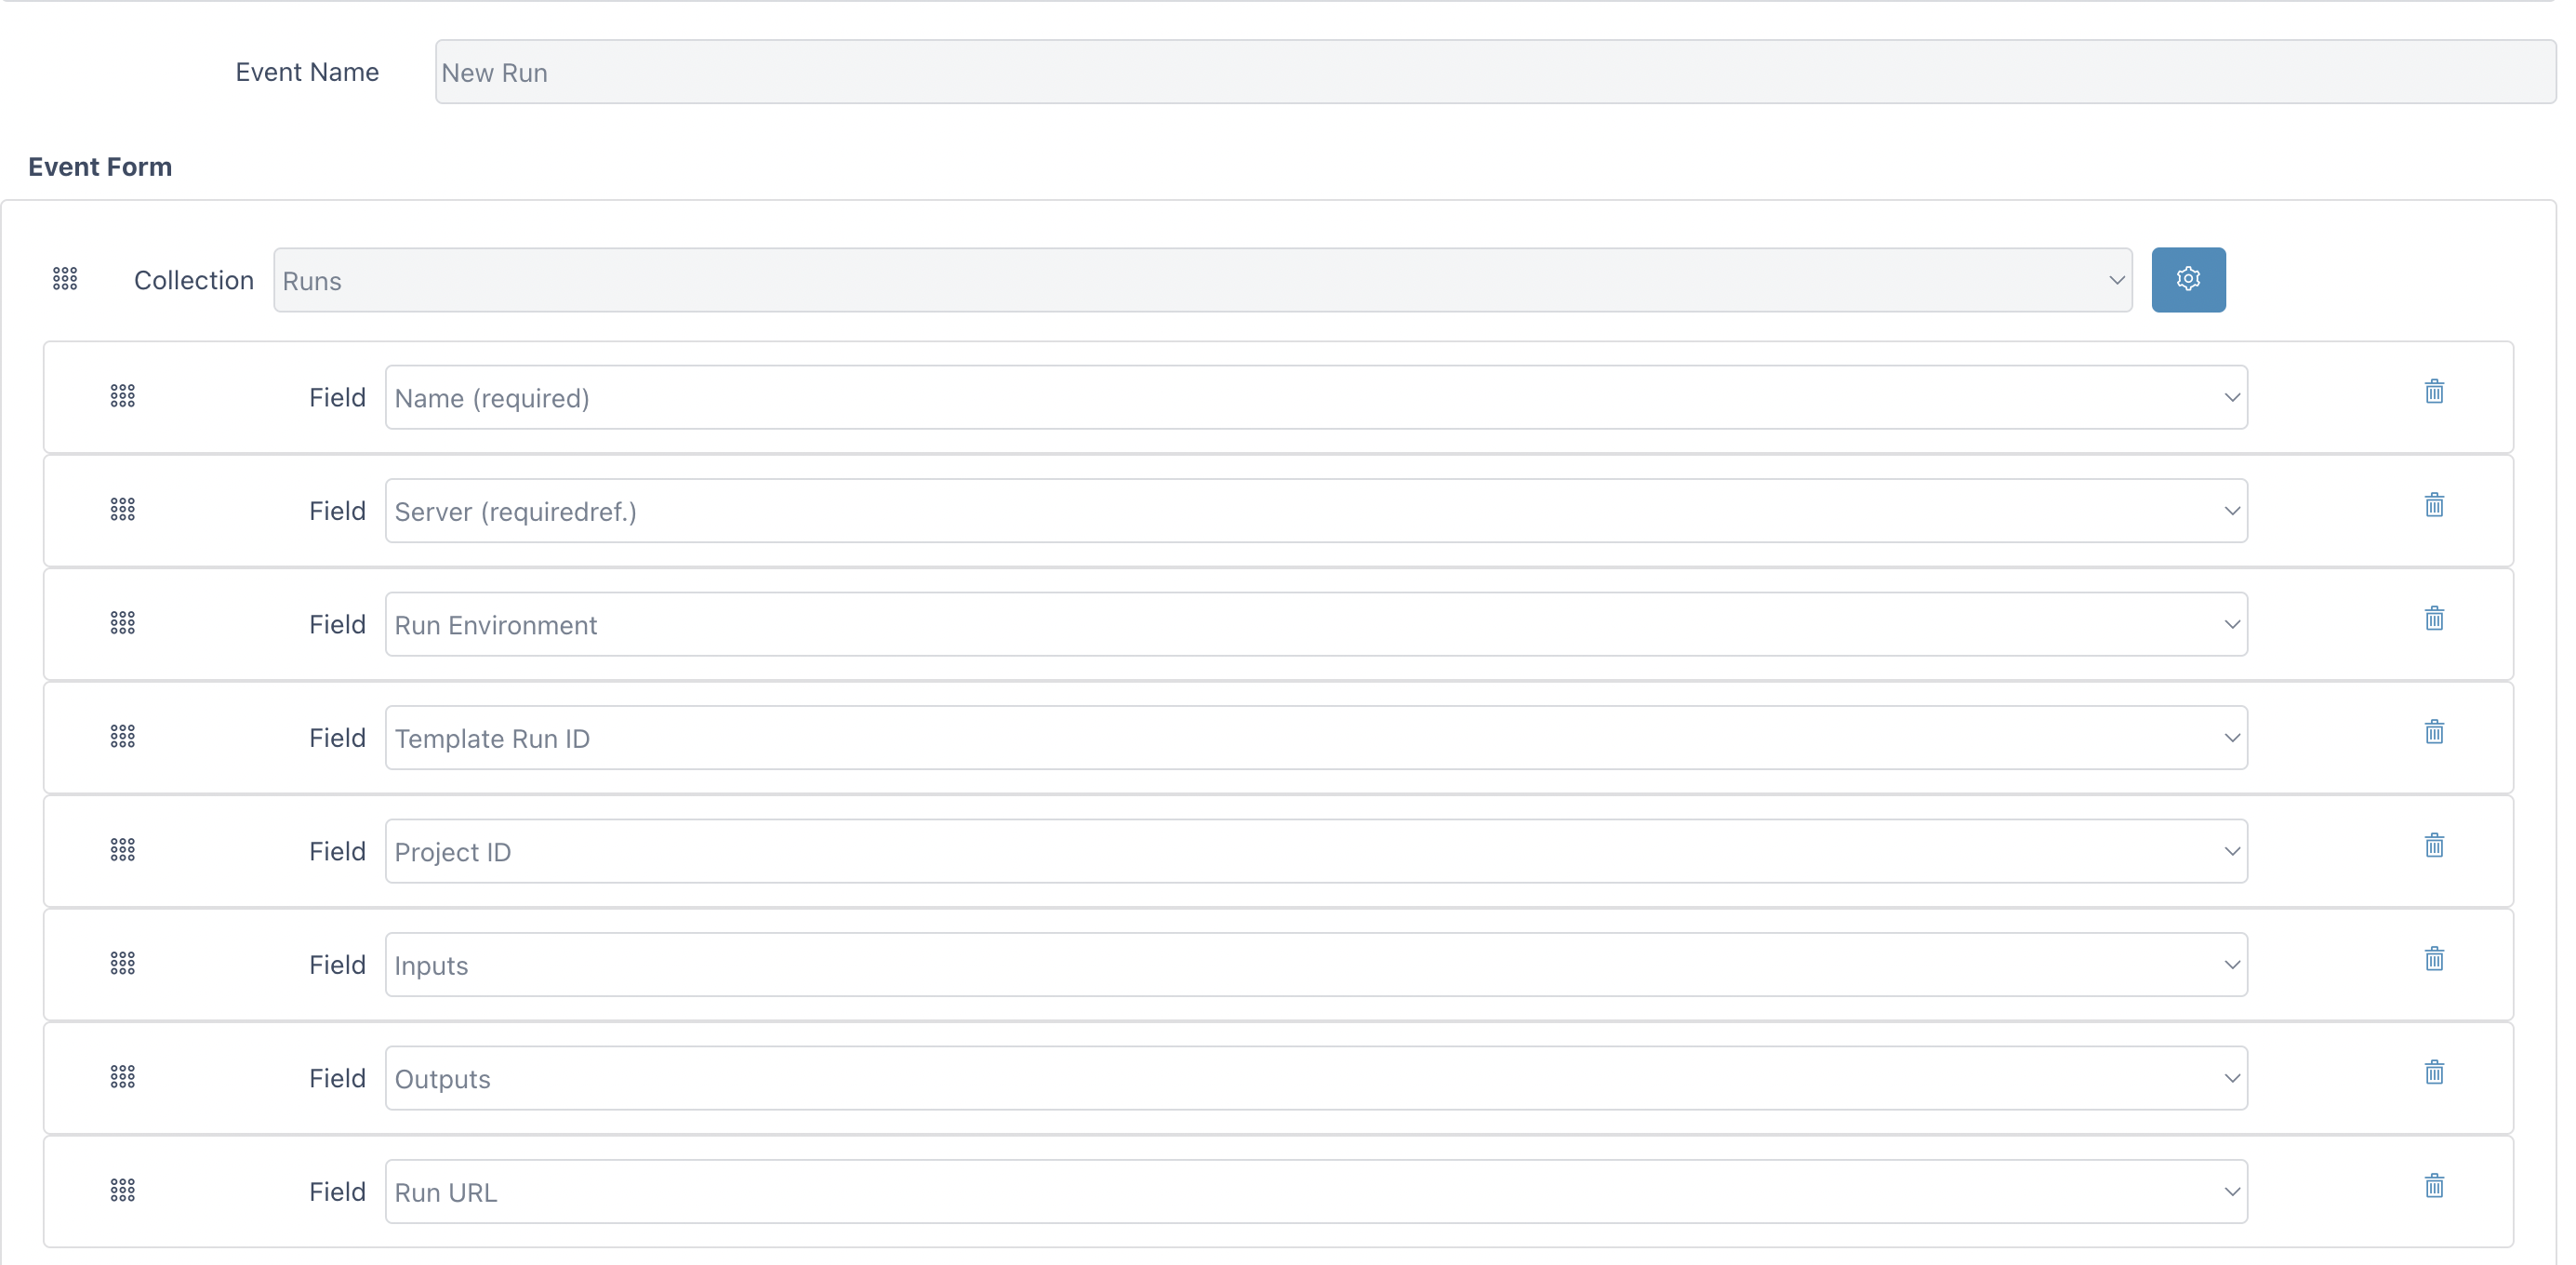 Event Name New Run
Event Form
Collection Runs
Field Name (required)
Field Server (requiredref.)
Field Run Environment
Field Template Run ID
Field Project ID
Field Inputs
Field Outputs
Field Run URL